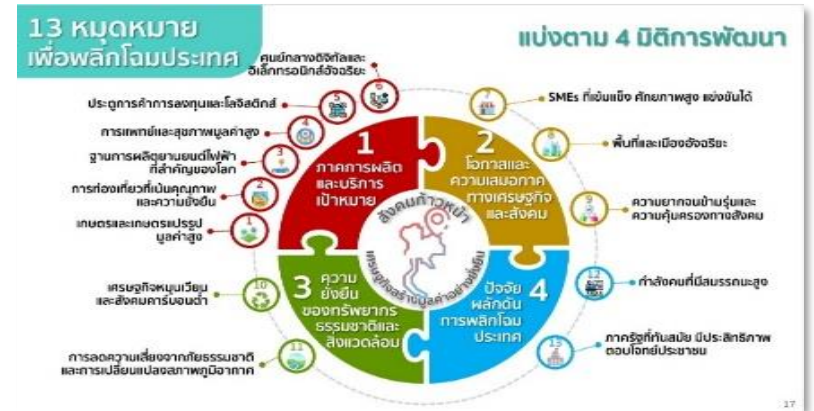 13 หมุดหมาย
เพื่อพลิกโฉมประเทศ
แบ่งตาม 4 มิติการพัฒนา
ศูนย์กลางดิจิทัลและ
อิเล็กทรอนิกส์อัจฉริยะ
6
ประตูการค้าการลงทุนและโลจิสติกส์
5
การแพทย์และสุขภาพมูลค่าสูง
4
ฐานการผลิตยานยนต์ไฟฟ้า
ที่สำคัญของโลก
3
การท่องเที่ยวที่เน้นคุณภาพ
และความยั่งยืน
2
เกษตรและเกษตรแปรรูป
มูลค่าสูง
1
1
ภาคการผลิต
และบริการ
เป้าหมาย
2
โอกาสและ
ความเสมอภาค
ทางเศรษฐกิจ
และสังคม
7
SMEs ที่เข้มแข็ง ศักยภาพสูง แข่งขันได้
8
พื้นที่และเมืองอัจฉริยะ
9
ความยากจนข้ามรุ่นและ
ความคุ้มครองทางสังคม
สังคมก้าวหน้า
เศรษฐกิจสร้างมูลค่าอย่างยั่งยืน
3 ความ
ยั่งยืน
ของทรัพยากร
ธรรมชาติและ
สิ่งแวดล้อม
10
เศรษฐกิจหมุนเวียน
และสังคมคาร์บอนต่ำ
11
การลดความเสี่ยงจากภัยธรรมชาติ
และการเปลี่ยนแปลงสภาพภูมิอากาศ
ปัจจัย 4
ผลักดัน
การพลิกโฉม
ประเทศ
12
กำลังคนที่มีสมรรถนะสูง
13
ภาครัฐที่ทันสมัย มีประสิทธิภาพ
ตอบโจทย์ประชาชน
17